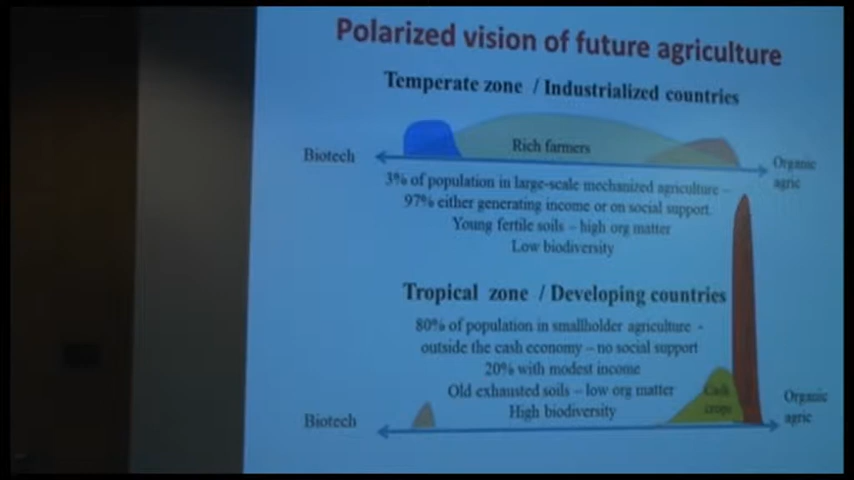 Polarized vision of future agriculture
Temperate zone / Industrialized countries
Rich farmers
Biotech
Organic
agric
3% of population in large-scale mechanized agriculture –
97% either generating income or on social support.
Young fertile soils – high org matter
Low biodiversity
Tropical zone / Developing countries
80% of population in smallholder agriculture -
outside the cash economy – no social support
20% with modest income
Old exhausted soils – low org matter
High biodiversity
Cash
crops
Biotech
Organic
agric